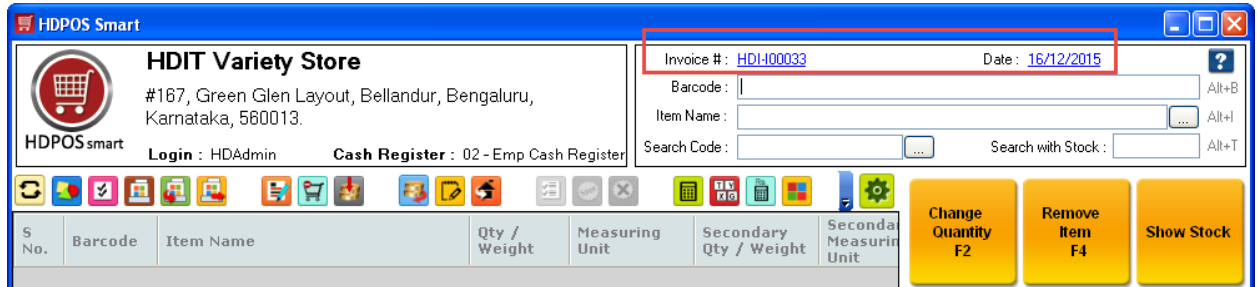 HDPOS Smart
HDIT Variety Store
#167, Green Glen Layout, Bellandur, Bengaluru,
Karnataka, 560013.
HDPOS smart
Login : HDAdmin Cash Register : 02 - Emp Cash Register
Invoice # : HDI-I00033 Date : 16/12/2015
Barcode : Alt+B
Item Name : ... Alt+I
Search Code : ... Search with Stock : Alt+T
S No. Barcode Item Name Qty / Weight Measuring Unit Secondary Qty / Weight Secondar Measurin Unit
Change Quantity F2
Remove Item F4
Show Stock